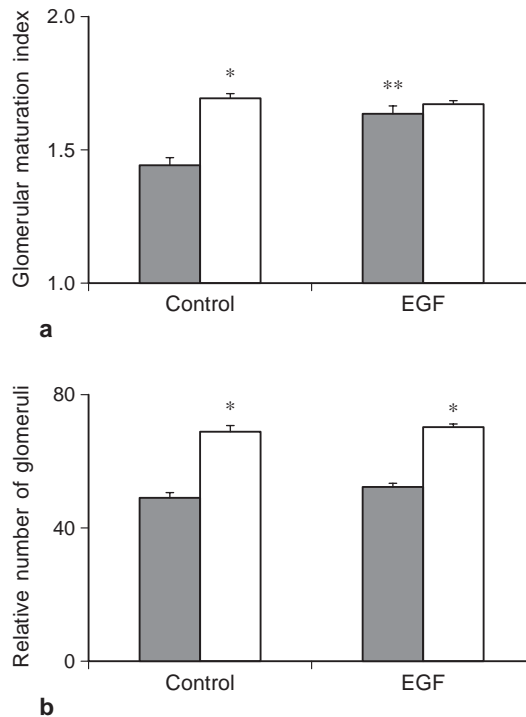 Glomerular maturation index
2.0
1.5
1.0
*
**
Control
EGF
a
Relative number of glomeruli
80
40
0
*
*
Control
EGF
b